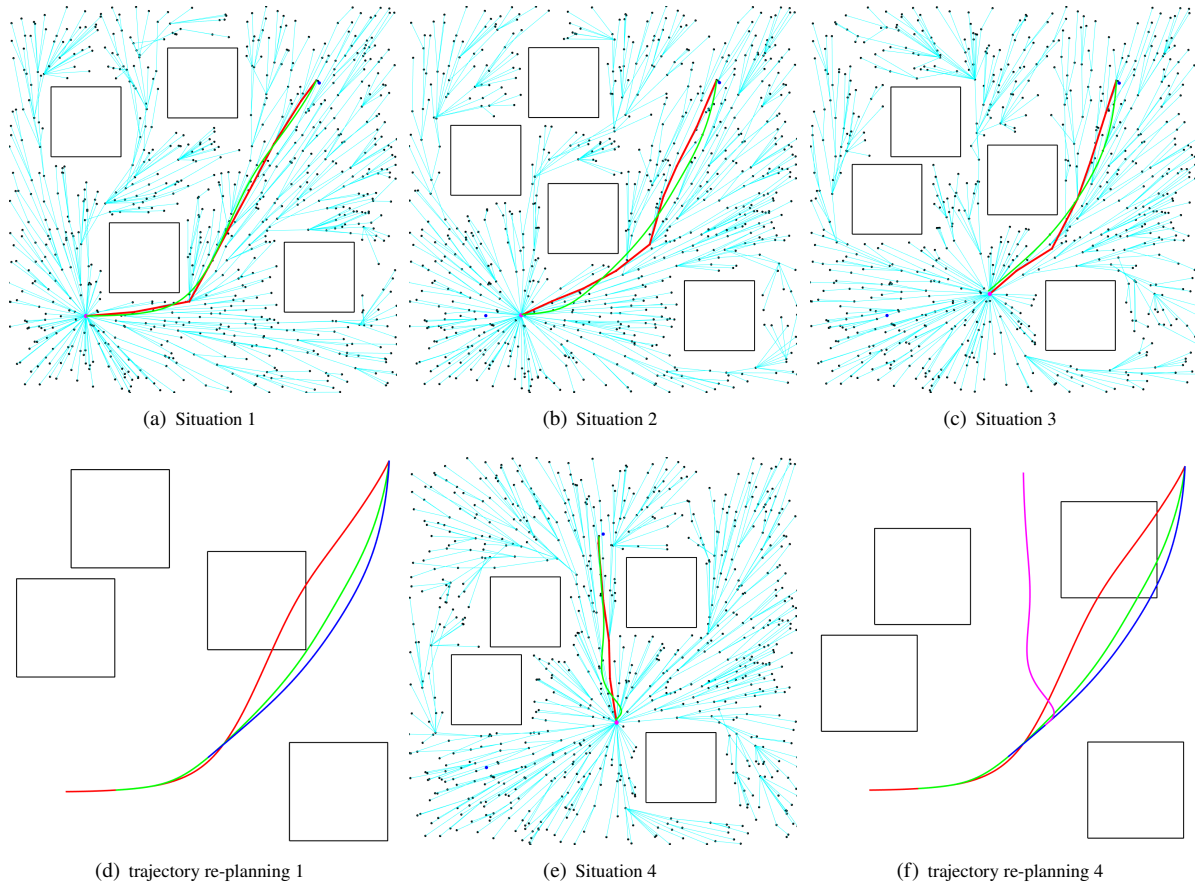 (a) Situation 1
(b) Situation 2
(c) Situation 3
(d) trajectory re-planning 1
(e) Situation 4
(f) trajectory re-planning 4